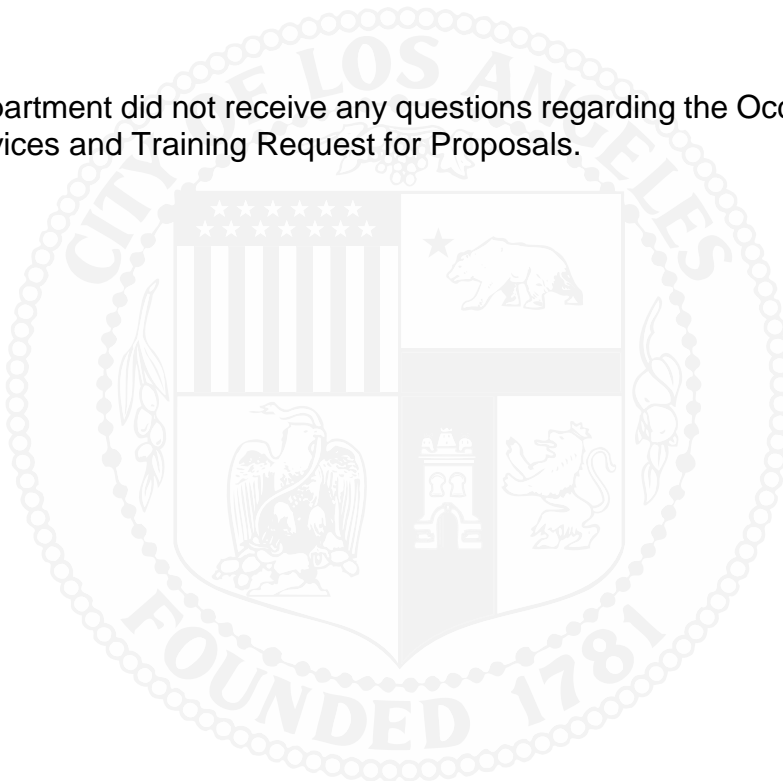 CITY OF LOS ANGELES
partment did not receive any questions regarding the Occ
vices and Training Request for Proposals.
FOUNDED 1781